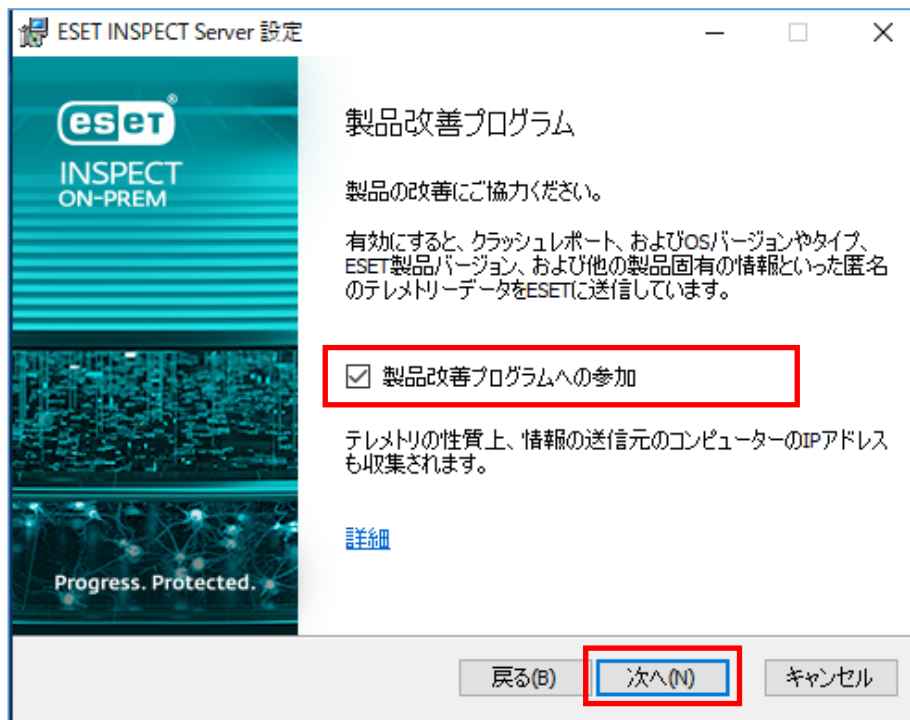 ESET INSPECT Server 設定
eset®
INSPECT
ON-PREM
製品改善プログラム
製品の改善にご協力ください。
有効にすると、クラッシュレポート、およびOSバージョンやタイプ、
ESET製品バージョン、および他の製品固有の情報といった匿名
のテレメトリーデータをESETに送信しています。
製品改善プログラムへの参加
テレメトリの性質上、情報の送信元のコンピューターのIPアドレス
も収集されます。
詳細
Progress. Protected.
戻る(B)
次へ(N)
キャンセル